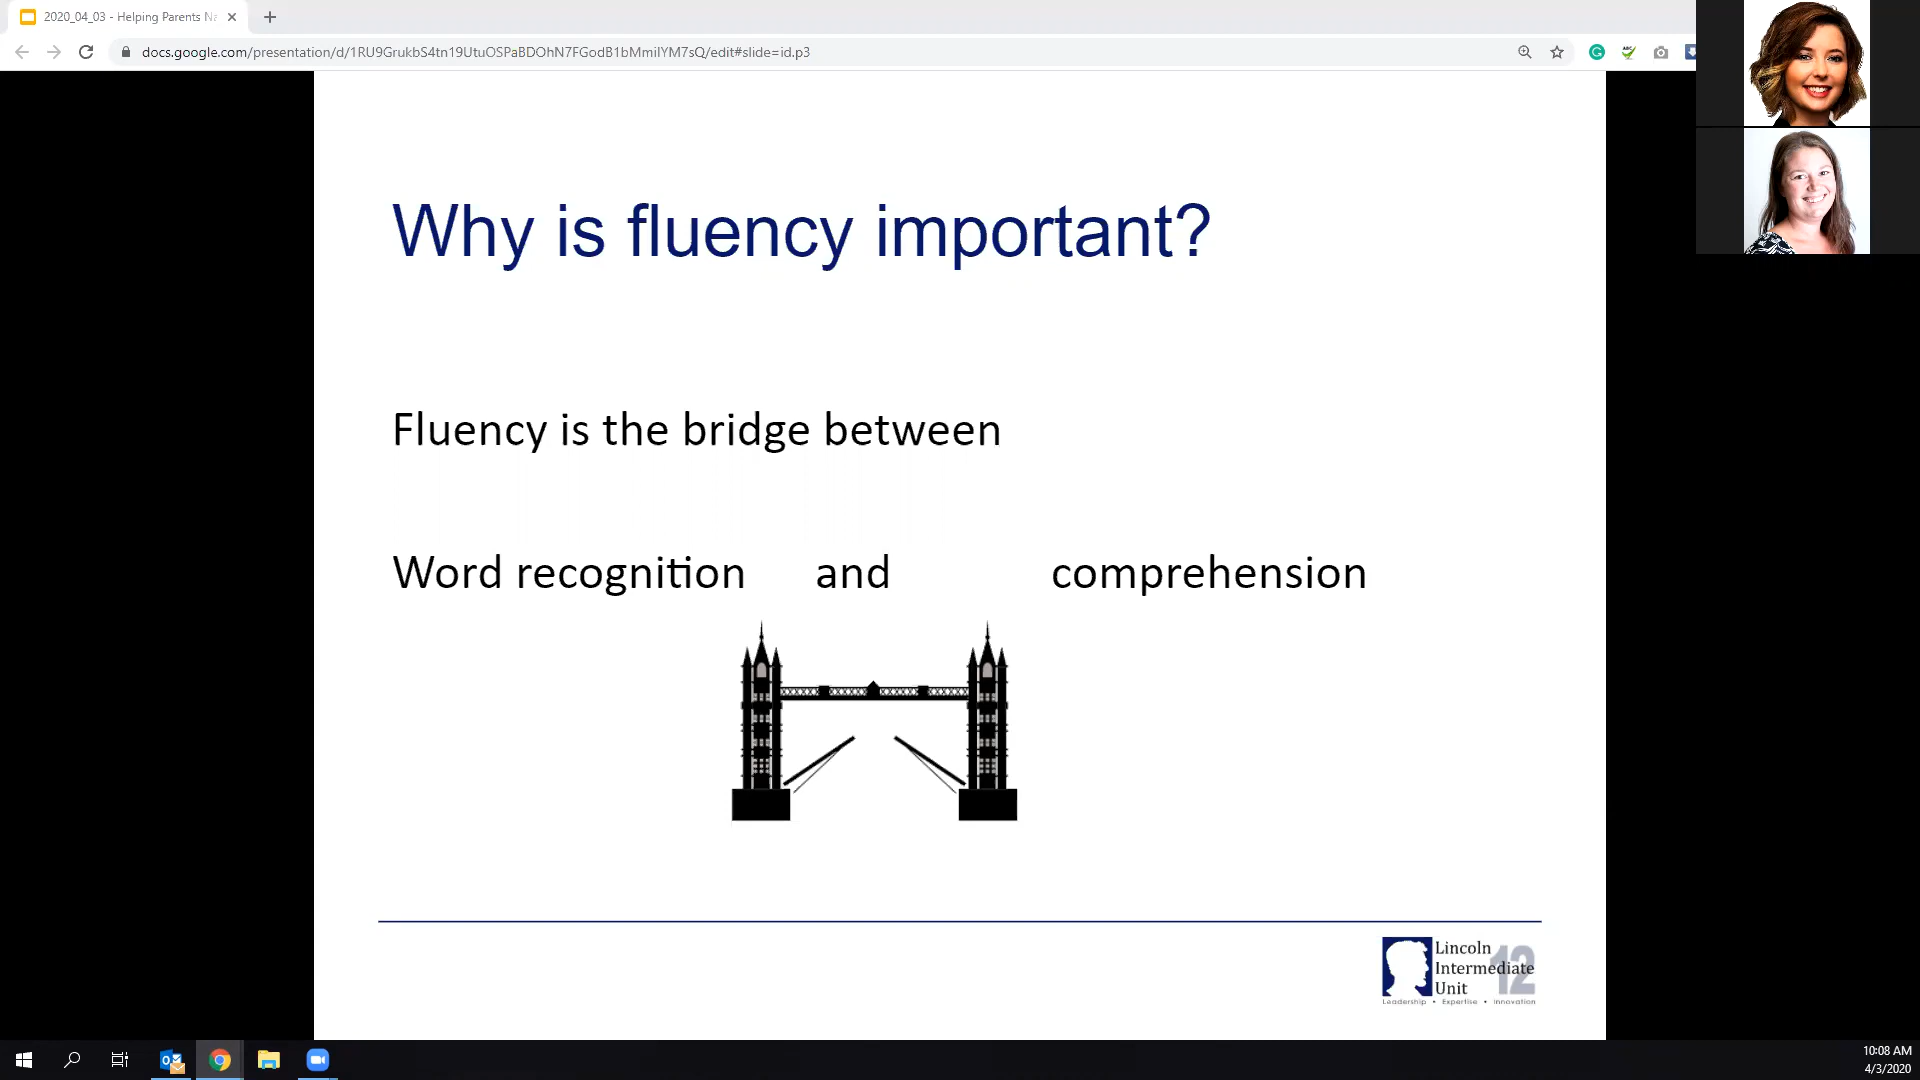 2020_04_03 - Helping Parents Na
docs.google.com/presentation/d/1RU9GrukbS4tn19UtuOSPaBDOhN7FGodB1bMmilYM7sQ/edit#slide=id.p3
Why is fluency important?
Fluency is the bridge between
Word recognition and comprehension
Lincoln
Intermediate
Unit
12
Leadership • Expertise • Innovation
10:08 AM
4/3/2020